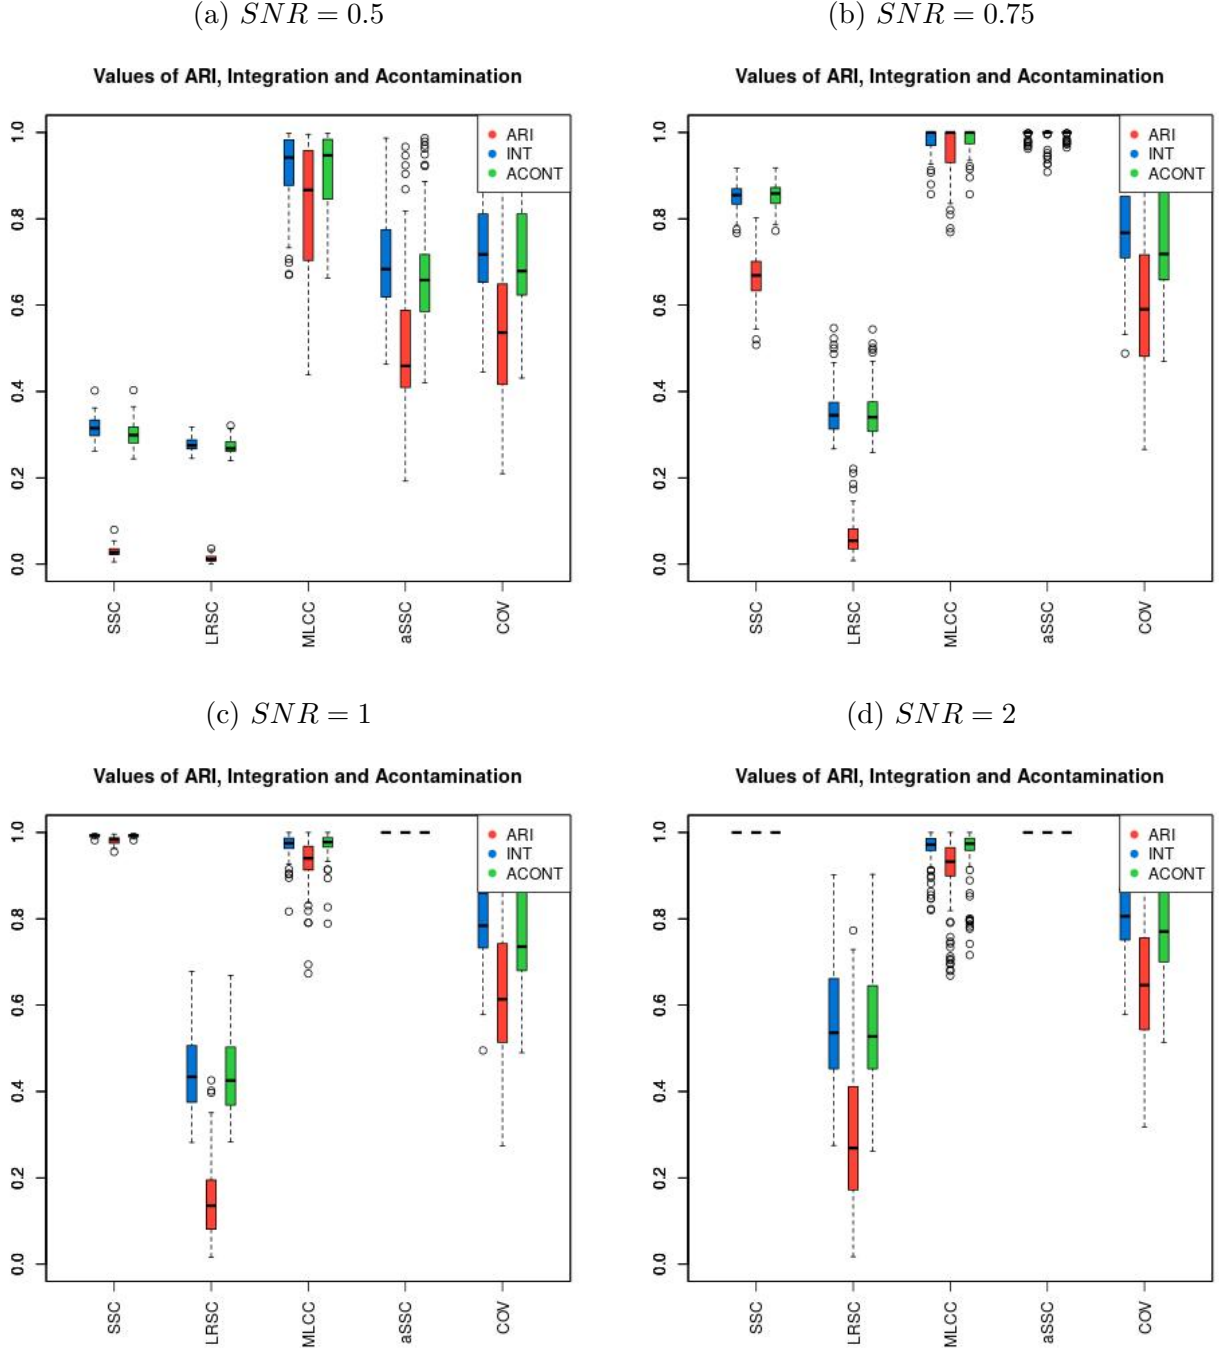 (a) SNR = 0.5
Values of ARI, Integration and Acontamination
ARI
INT
ACONT
1.0
0.8
0.6
0.4
0.2
0.0
SSC
LRSC
MLCC
aSSC
COV
(b) SNR = 0.75
Values of ARI, Integration and Acontamination
ARI
INT
ACONT
1.0
0.8
0.6
0.4
0.2
0.0
SSC
LRSC
MLCC
aSSC
COV
(c) SNR = 1
Values of ARI, Integration and Acontamination
ARI
INT
ACONT
1.0
0.8
0.6
0.4
0.2
0.0
SSC
LRSC
MLCC
aSSC
COV
(d) SNR = 2
Values of ARI, Integration and Acontamination
ARI
INT
ACONT
1.0
0.8
0.6
0.4
0.2
0.0
SSC
LRSC
MLCC
aSSC
COV